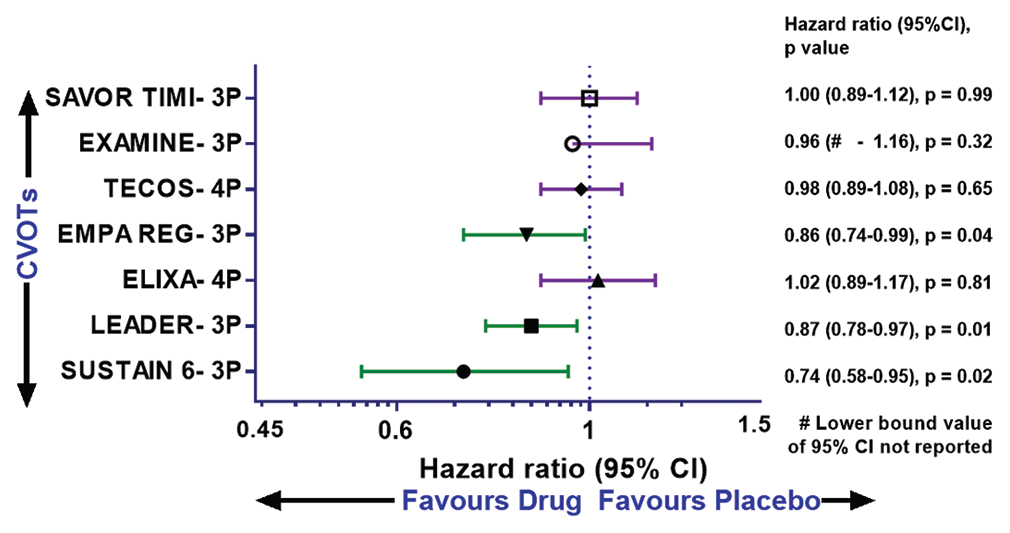 Hazard ratio (95%CI),
p value
SAVOR TIMI- 3P
1.00 (0.89-1.12), p = 0.99
EXAMINE- 3P
0.96 (# - 1.16), p = 0.32
TECOS- 4P
0.98 (0.89-1.08), p = 0.65
EMPA REG- 3P
0.86 (0.74-0.99), p = 0.04
ELIXA- 4P
1.02 (0.89-1.17), p = 0.81
LEADER- 3P
0.87 (0.78-0.97), p = 0.01
SUSTAIN 6- 3P
0.74 (0.58-0.95), p = 0.02
CVOTs
0.45 0.6 1 1.5
# Lower bound value
of 95% CI not reported
Hazard ratio (95% CI)
Favours Drug Favours Placebo